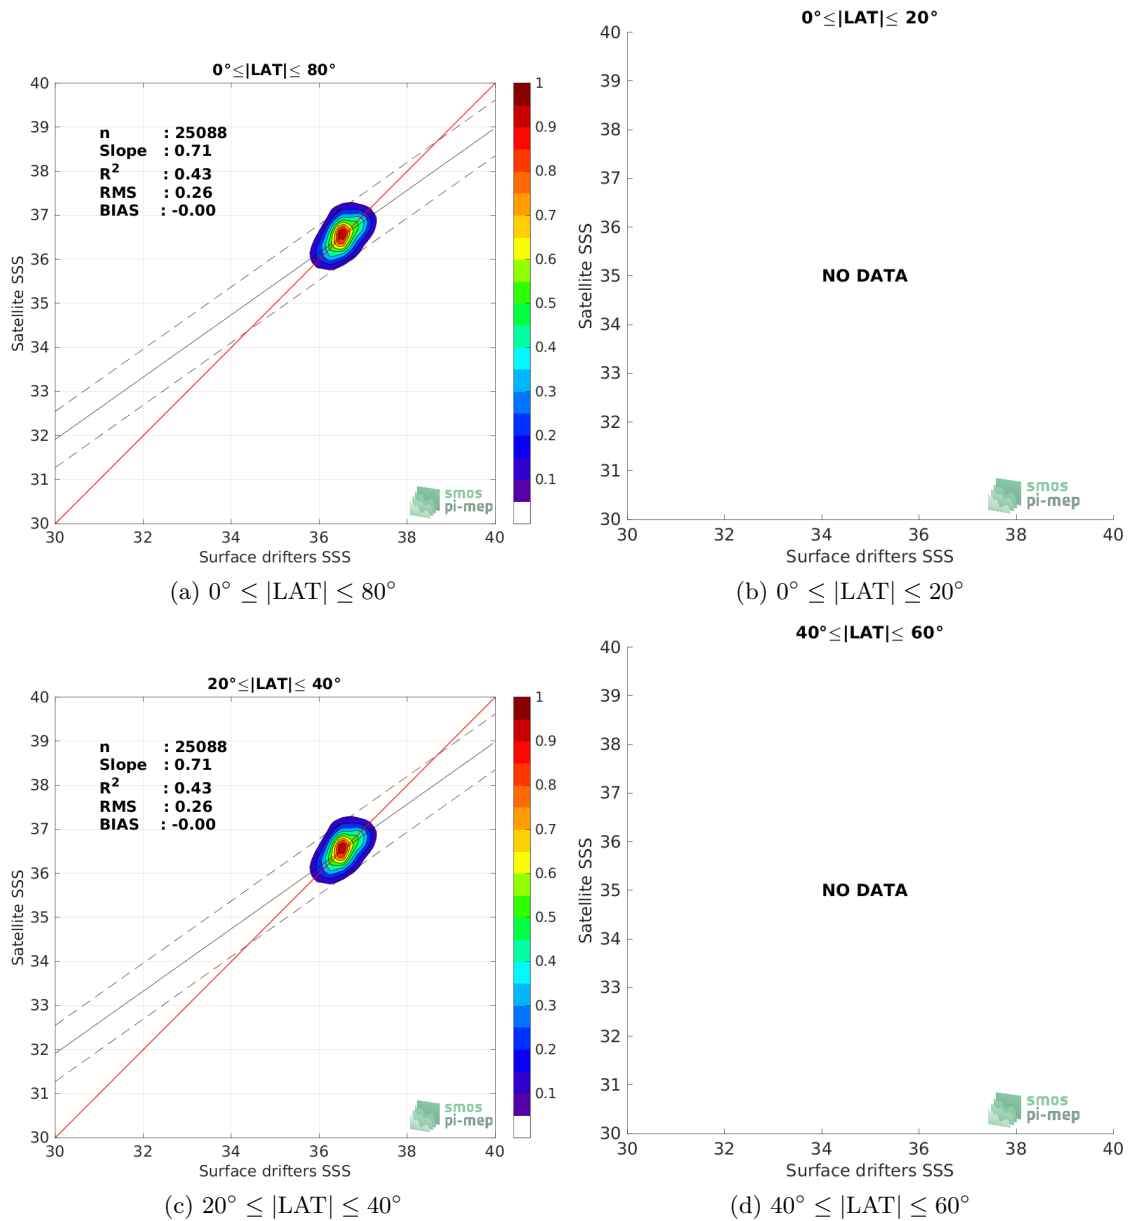 0°≤|LAT|≤ 80°
40
39
38
37
36
35
34
33
32
31
30
Satellite SSS
n : 25088
Slope : 0.71
R² : 0.43
RMS : 0.26
BIAS : -0.00
smos
pi-mep
30 32 34 36 38 40
Surface drifters SSS
1
0.9
0.8
0.7
0.6
0.5
0.4
0.3
0.2
0.1
(a) 0° ≤ |LAT| ≤ 80°
0°≤|LAT|≤ 20°
40
39
38
37
36
35
34
33
32
31
30
Satellite SSS
NO DATA
smos
pi-mep
30 32 34 36 38 40
Surface drifters SSS
(b) 0° ≤ |LAT| ≤ 20°
20°≤|LAT|≤ 40°
40
39
38
37
36
35
34
33
32
31
30
Satellite SSS
n : 25088
Slope : 0.71
R² : 0.43
RMS : 0.26
BIAS : -0.00
smos
pi-mep
30 32 34 36 38 40
Surface drifters SSS
1
0.9
0.8
0.7
0.6
0.5
0.4
0.3
0.2
0.1
(c) 20° ≤ |LAT| ≤ 40°
40°≤|LAT|≤ 60°
40
39
38
37
36
35
34
33
32
31
30
Satellite SSS
NO DATA
smos
pi-mep
30 32 34 36 38 40
Surface drifters SSS
(d) 40° ≤ |LAT| ≤ 60°